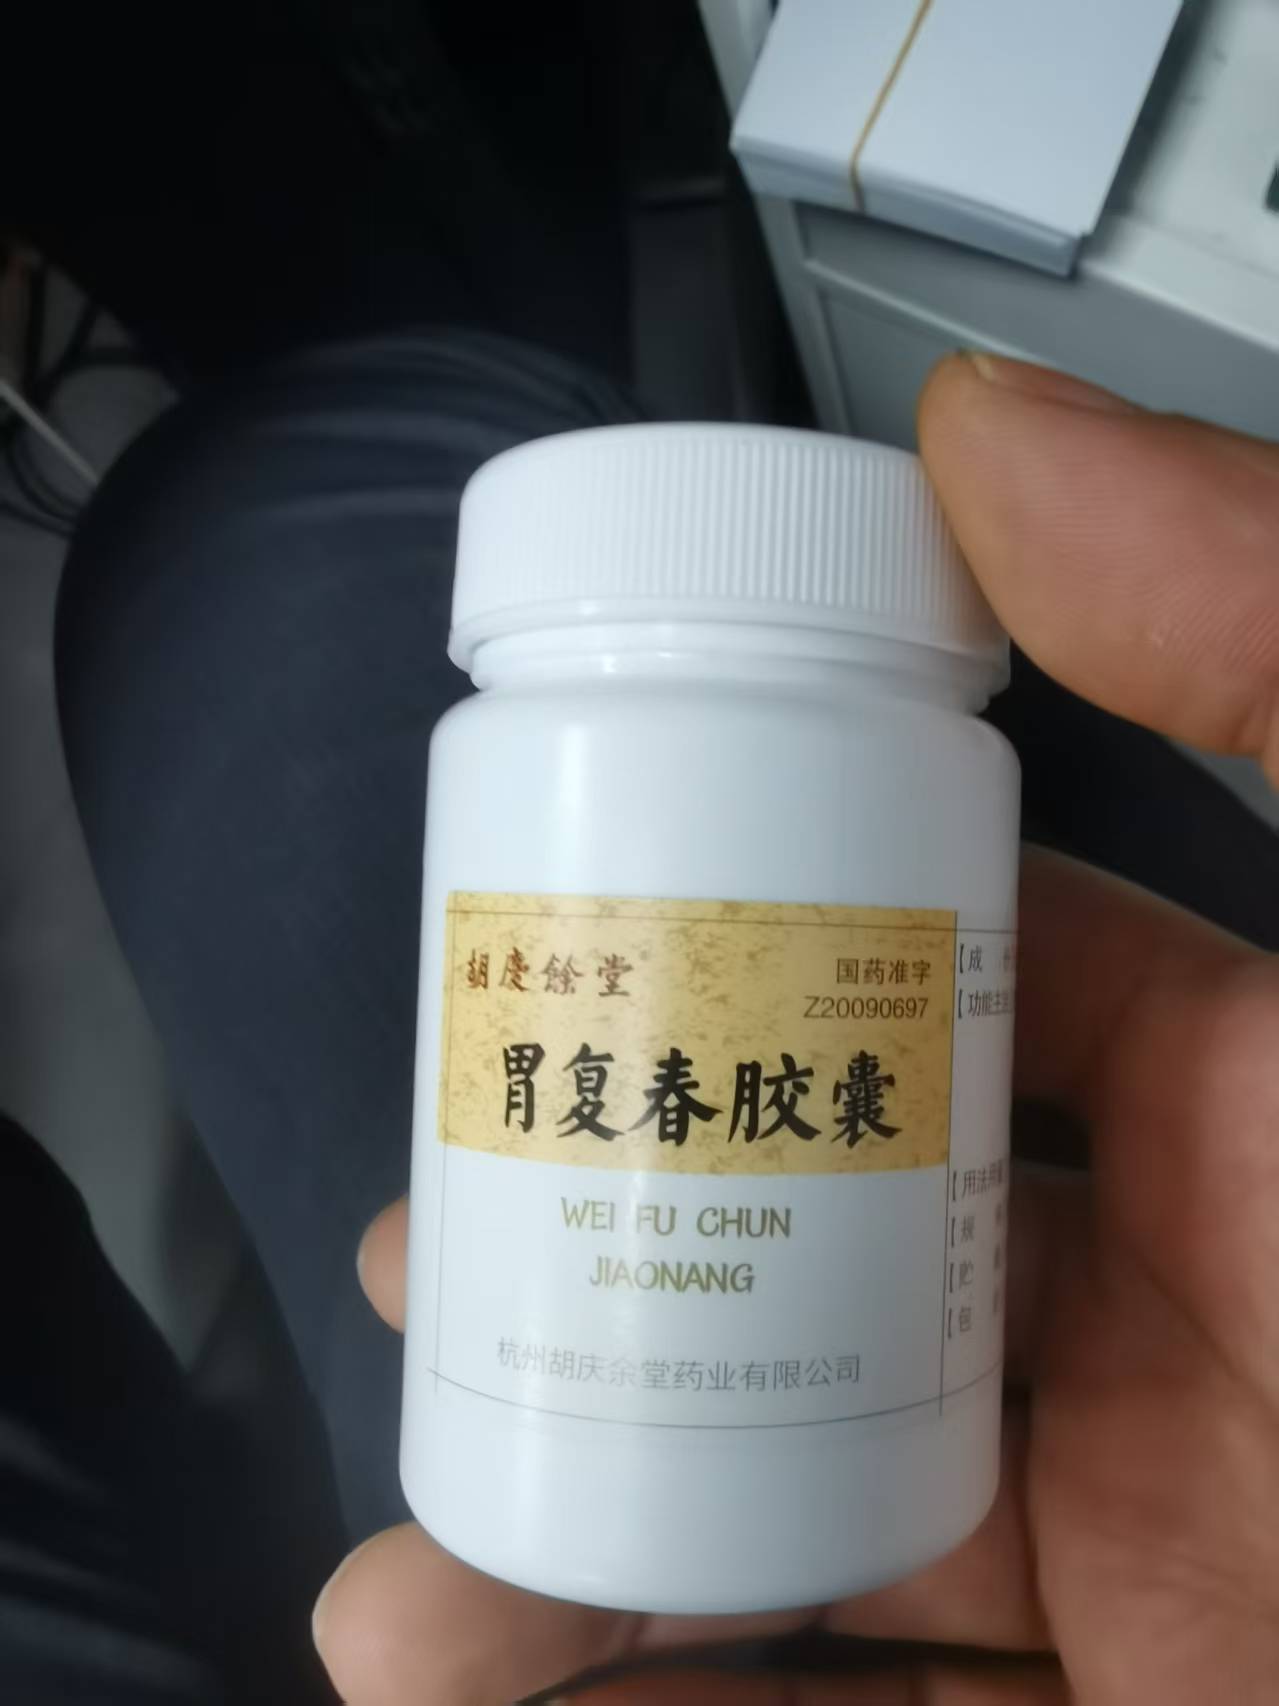 胡慶餘堂
国药准字
Z20090697
胃复春胶囊
WEI FU CHUN
JIAONANG
杭州胡庆余堂药业有限公司
【成
【功能主
【用法用量
【规
【贮
【包